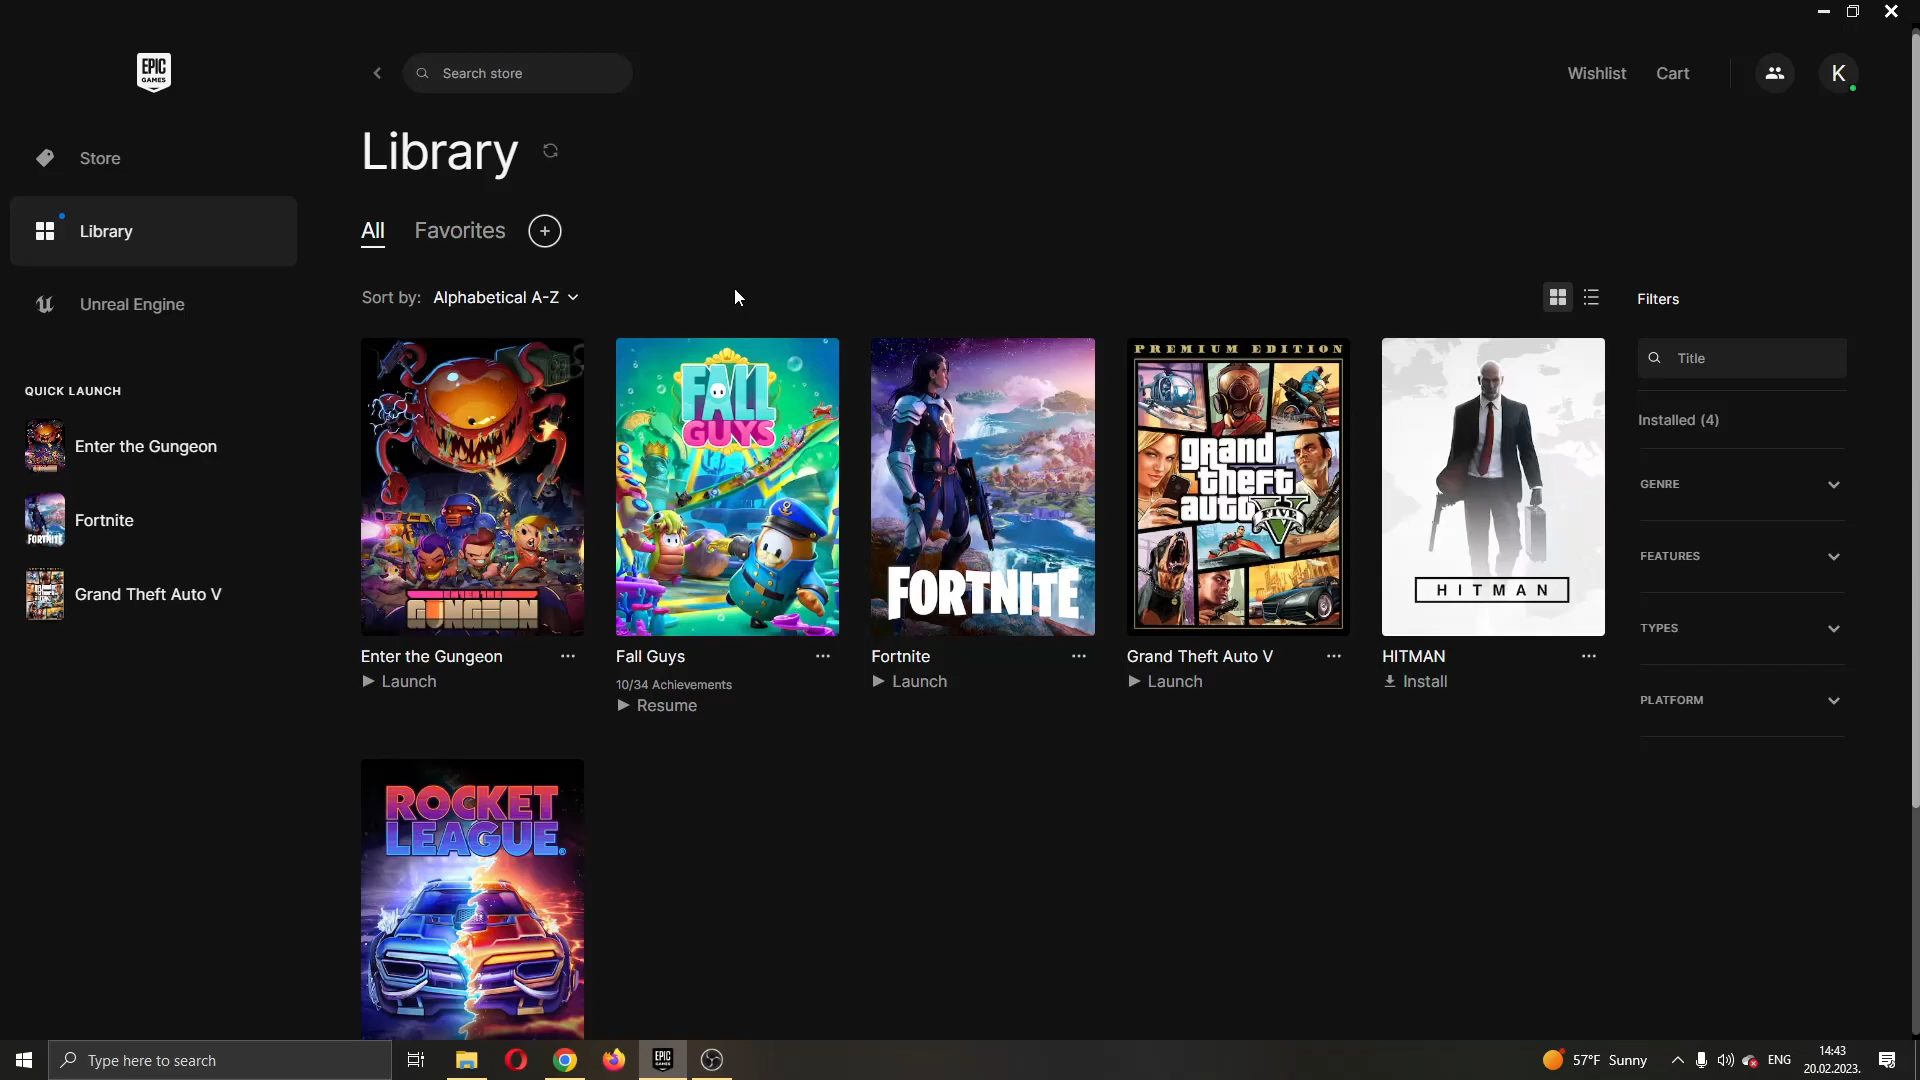 EPIC
GAMES
Search store
Wishlist
Cart
K
Store
Library
Unreal Engine
QUICK LAUNCH
Enter the Gungeon
Fortnite
Grand Theft Auto V
Library
All
Favorites
Sort by: Alphabetical A-Z
Filters
Title
Installed (4)
GENRE
FEATURES
TYPES
PLATFORM
ENTER THE
GUNGEON
Enter the Gungeon
Launch
FALL
GUYS
Fall Guys
10/34 Achievements
Resume
FORTNITE
Fortnite
Launch
PREMIUM EDITION
grand
theft
auto
FIVE
V
Grand Theft Auto V
Launch
HITMAN
HITMAN
Install
ROCKET
LEAGUE®
Type here to search
EPIC
GAMES
57°F Sunny
ENG
14:43
20.02.2023.